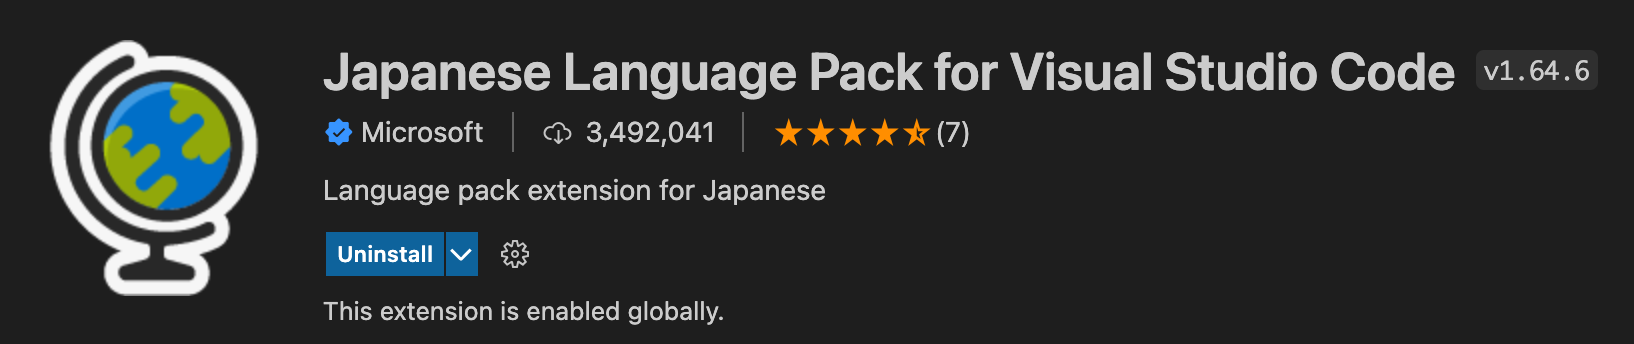 Japanese Language Pack for Visual Studio Code v1.64.6
Microsoft 3,492,041 (7)
Language pack extension for Japanese
Uninstall
This extension is enabled globally.